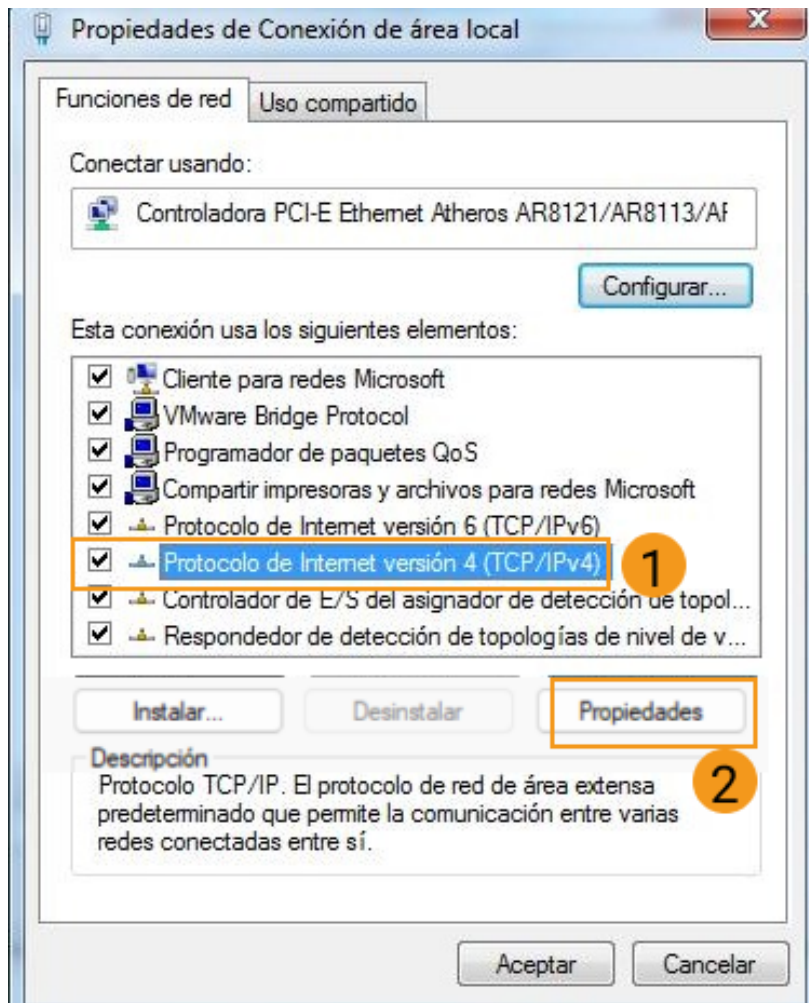 Propiedades de Conexión de área local
x
Funciones de red
Uso compartido
Conectar usando:
Controladora PCI-E Ethernet Atheros AR8121/AR8113/AF
Configurar...
Esta conexión usa los siguientes elementos:
Cliente para redes Microsoft
VMware Bridge Protocol
Programador de paquetes QoS
Compartir impresoras y archivos para redes Microsoft
Protocolo de Internet versión 6 (TCP/IPv6)
Protocolo de Internet versión 4 (TCP/IPv4)
1
Controlador de E/S del asignador de detección de topol...
Respondedor de detección de topologías de nivel de v...
Instalar...
Desinstalar
Propiedades
2
Descripción
Protocolo TCP/IP. El protocolo de red de área extensa
predeterminado que permite la comunicación entre varias
redes conectadas entre sí.
Aceptar
Cancelar